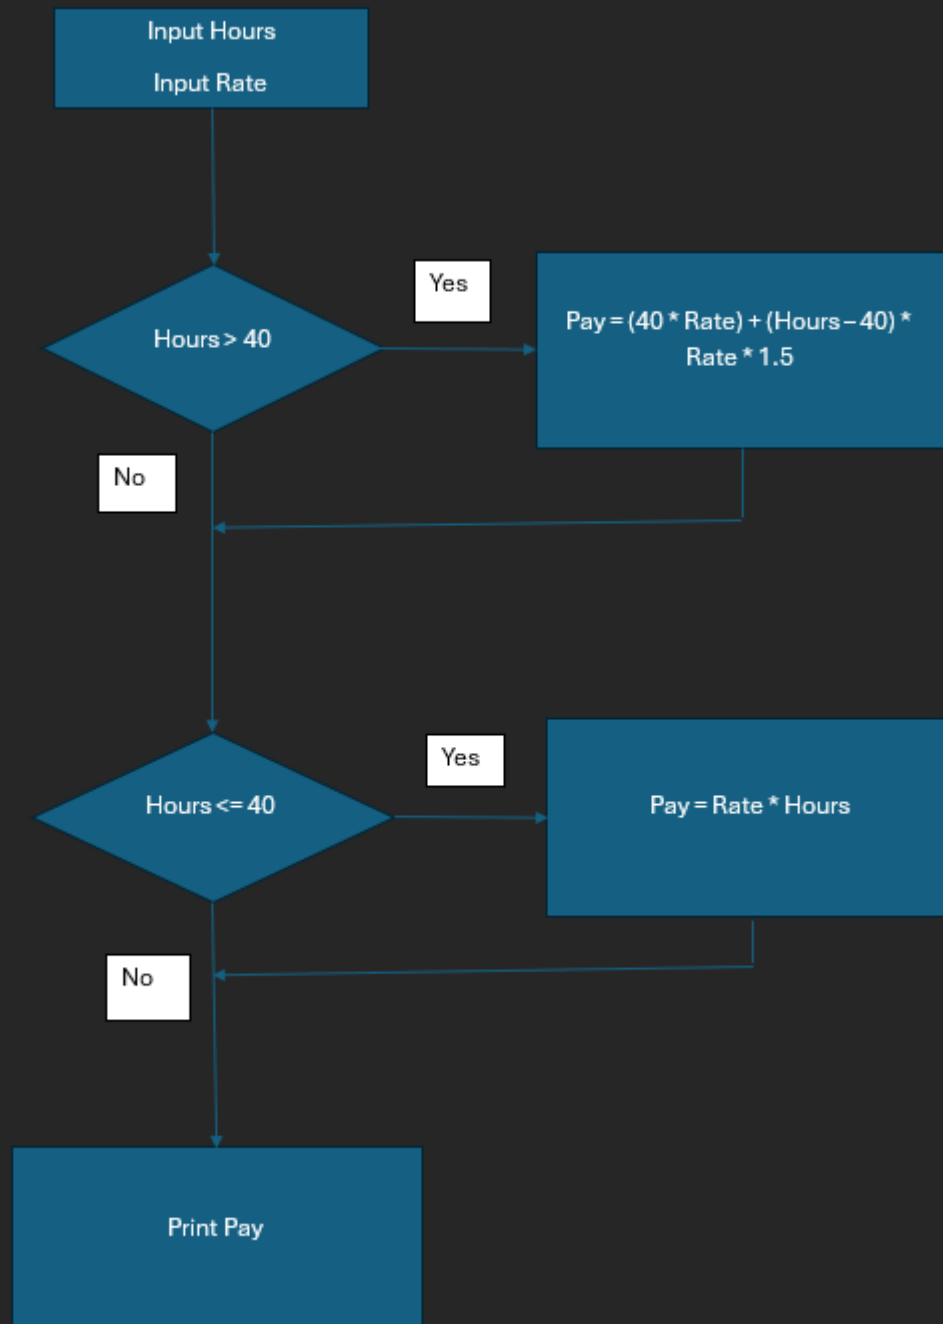 Input Hours
Input Rate
Hours > 40
Yes
Pay = (40 * Rate) + (Hours – 40) *
Rate * 1.5
No
Hours <= 40
Yes
Pay = Rate * Hours
No
Print Pay